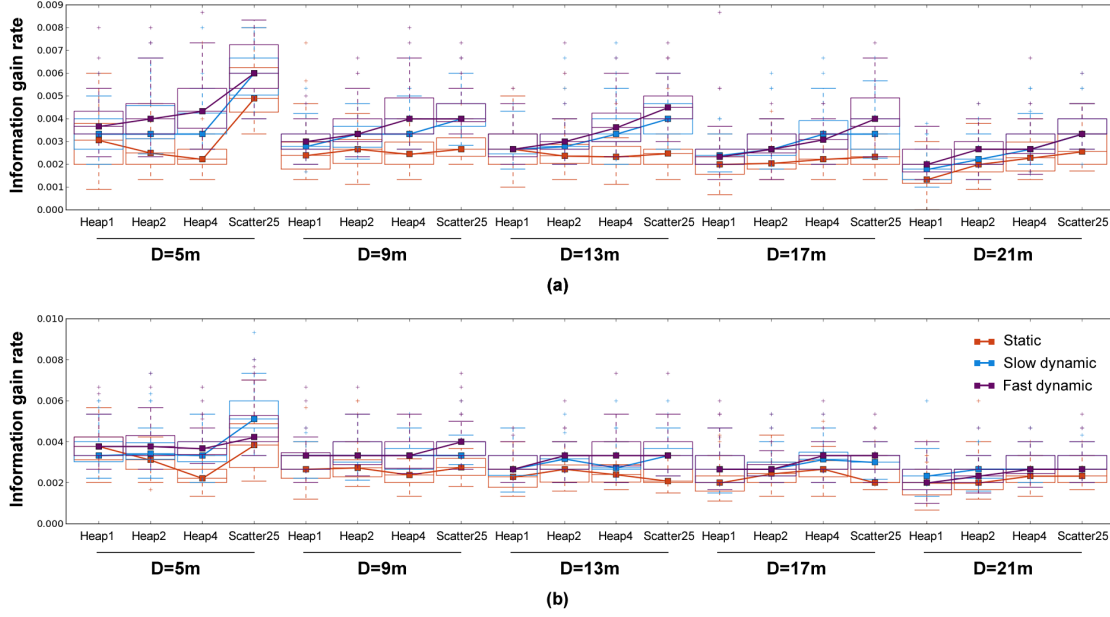 Information gain rate
0.009
0.008
0.007
0.006
0.005
0.004
0.003
0.002
0.001
0.000
Heap1 Heap2 Heap4 Scatter25 Heap1 Heap2 Heap4 Scatter25 Heap1 Heap2 Heap4 Scatter25 Heap1 Heap2 Heap4 Scatter25 Heap1 Heap2 Heap4 Scatter25
D=5m D=9m D=13m D=17m D=21m
(a)
Information gain rate
0.010
0.008
0.006
0.004
0.002
0.000
Static
Slow dynamic
Fast dynamic
Heap1 Heap2 Heap4 Scatter25 Heap1 Heap2 Heap4 Scatter25 Heap1 Heap2 Heap4 Scatter25 Heap1 Heap2 Heap4 Scatter25 Heap1 Heap2 Heap4 Scatter25
D=5m D=9m D=13m D=17m D=21m
(b)